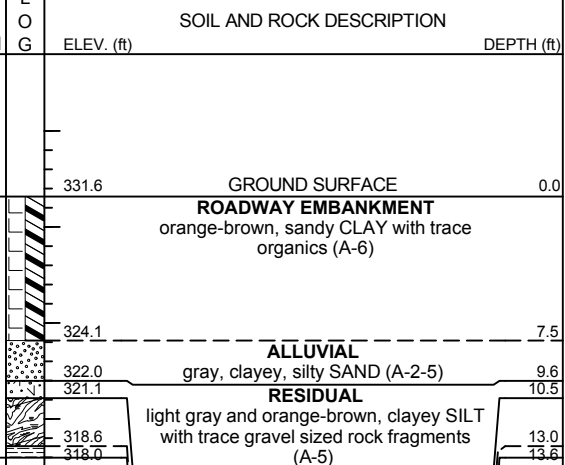 L
O
G
SOIL AND ROCK DESCRIPTION
ELEV. (ft) DEPTH (ft)
331.6 GROUND SURFACE 0.0
ROADWAY EMBANKMENT
orange-brown, sandy CLAY with trace
organics (A-6)
324.1 7.5
ALLUVIAL
322.0 gray, clayey, silty SAND (A-2-5) 9.6
321.1 RESIDUAL 10.5
light gray and orange-brown, clayey SILT
318.6 with trace gravel sized rock fragments 13.0
318.0 (A-5) 13.6